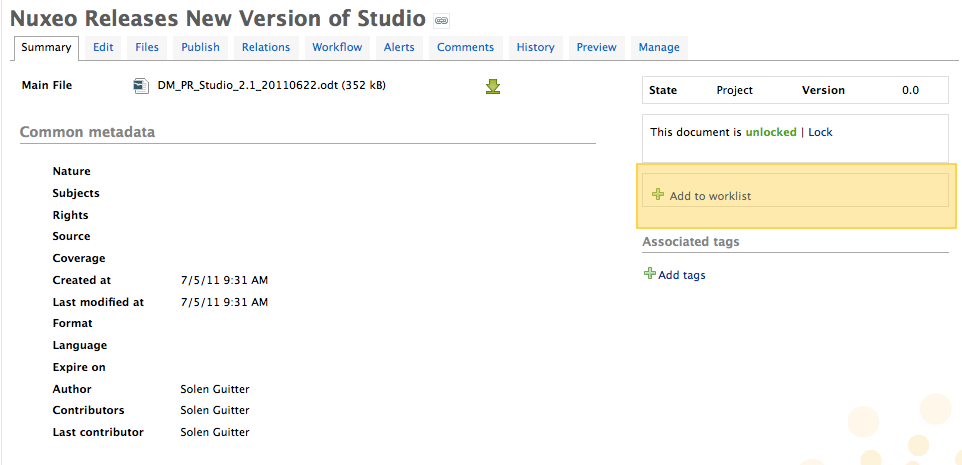 Nuxeo Releases New Version of Studio
Summary Edit Files Publish Relations Workflow Alerts Comments History Preview Manage
Main File DM_PR_Studio_2.1_20110622.odt (352 kB)
State Project Version 0.0
This document is unlocked | Lock
Add to worklist
Associated tags
Add tags
Common metadata
Nature
Subjects
Rights
Source
Coverage
Created at 7/5/11 9:31 AM
Last modified at 7/5/11 9:31 AM
Format
Language
Expire on
Author Solen Guitter
Contributors Solen Guitter
Last contributor Solen Guitter